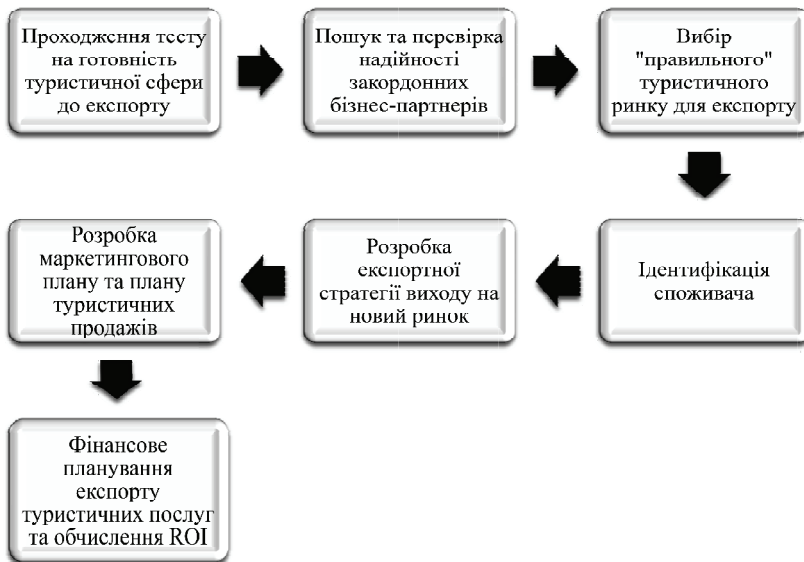 Проходження тесту
на готовність
туристичної сфери
до експорту
Пошук та перевірка
надійності
закордонних
бізнес-партнерів
Вибір
"правильного"
туристичного
ринку для експорту
Ідентифікація
споживача
Розробка
експортної
стратегії виходу на
новий ринок
Розробка
маркетингового
плану та плану
туристичних
продажів
Фінансове
планування
експорту
туристичних послуг
та обчислення ROI